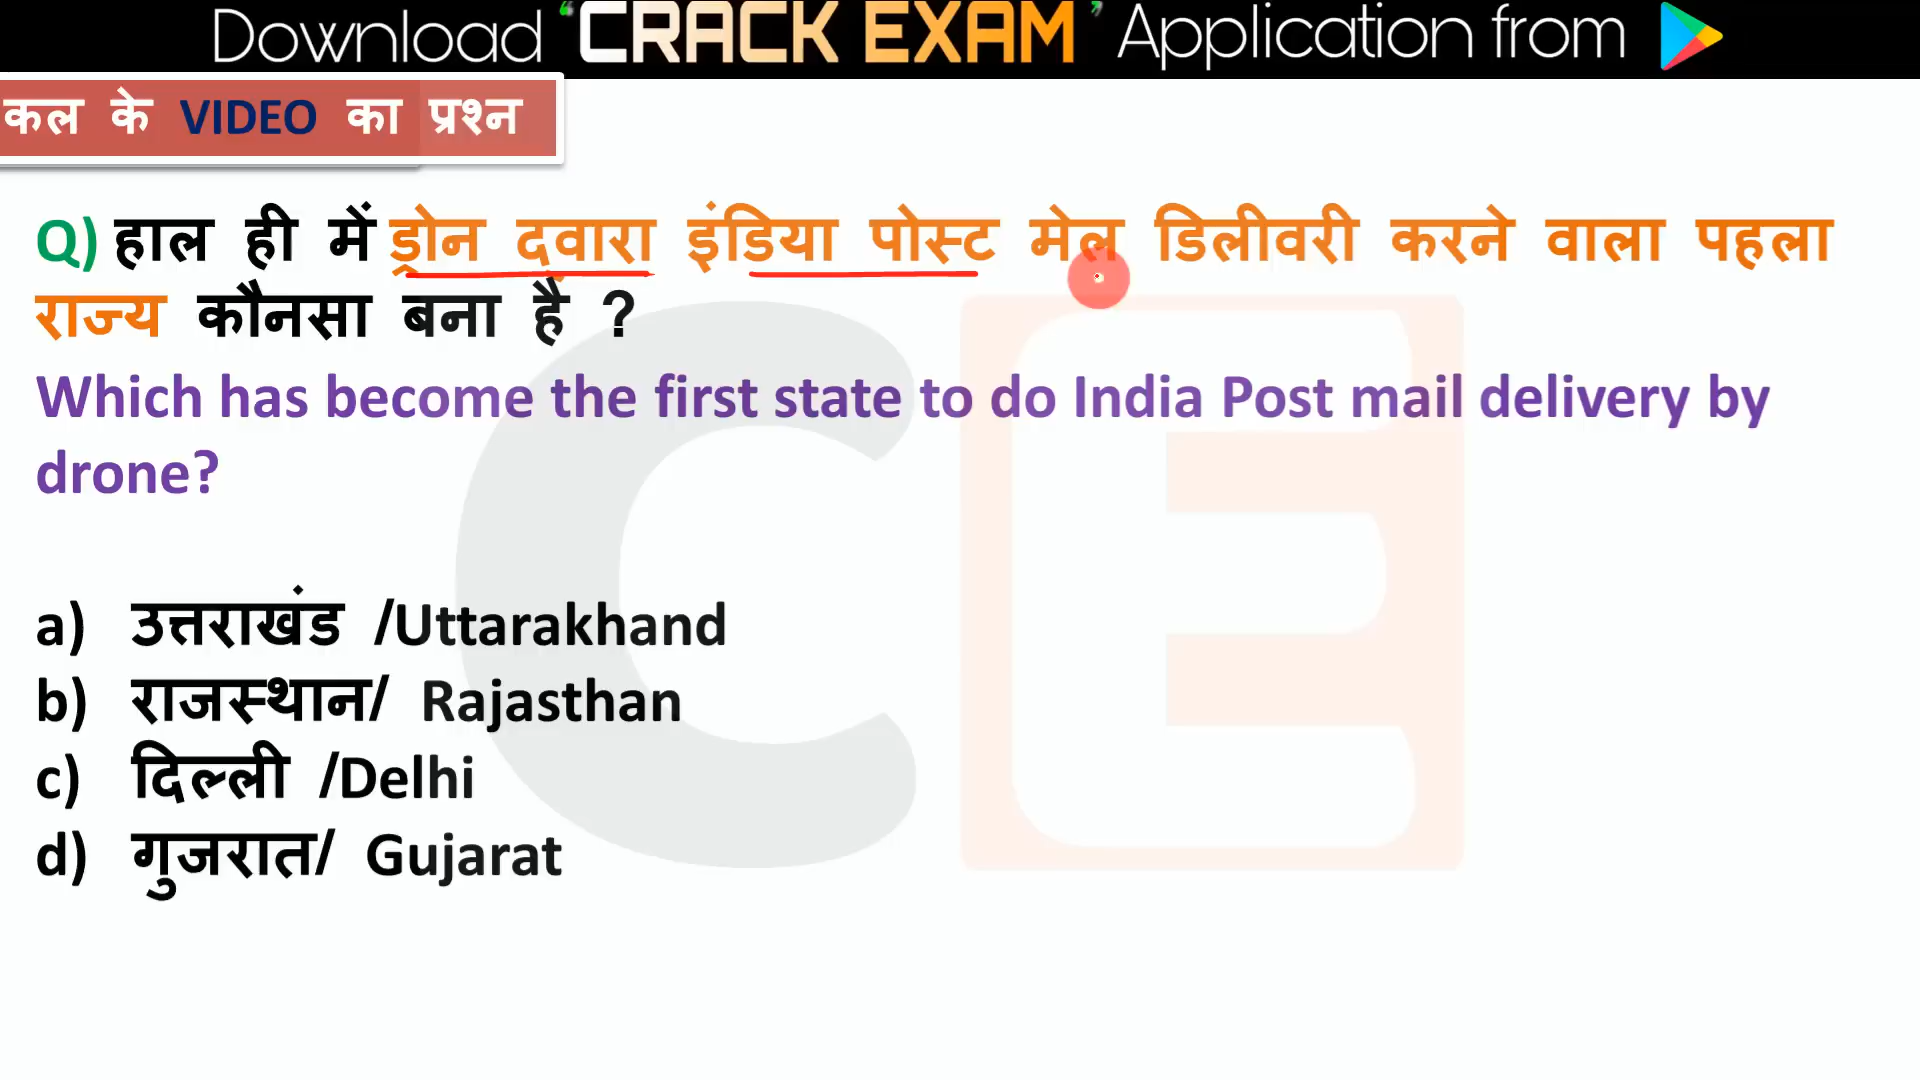 Download ‘CRACK EXAM’ Application from
कल के VIDEO का प्रश्न
Q) हाल ही में ड्रोन दवारा इंडिया पोस्ट मेल डिलीवरी करने वाला पहला
राज्य कौनसा बना है ?
Which has become the first state to do India Post mail delivery by
drone?
a) उत्तराखंड /Uttarakhand
b) राजस्थान/ Rajasthan
c) दिल्ली /Delhi
d) गुजरात/ Gujarat
CE